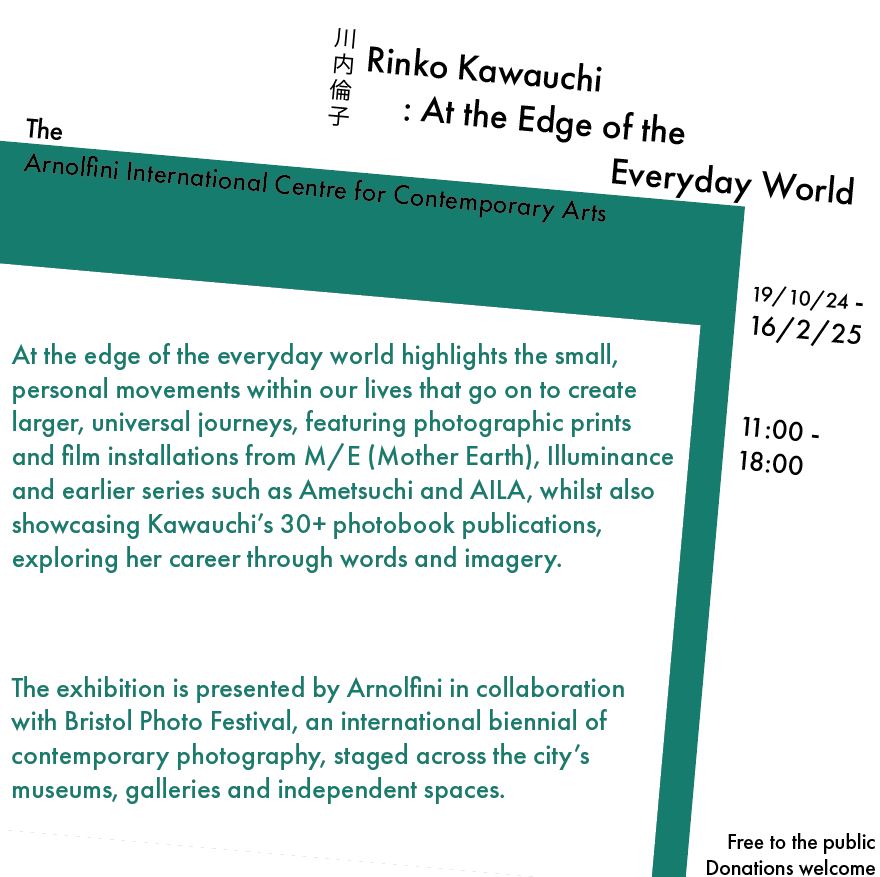 川内倫子
Rinko Kawauchi
: At the Edge of the
Everyday World
The
Arnolfini International Centre for Contemporary Arts
19/10/24 -
16/2/25
11:00 -
18:00
At the edge of the everyday world highlights the small,
personal movements within our lives that go on to create
larger, universal journeys, featuring photographic prints
and film installations from M/E (Mother Earth), Illuminance
and earlier series such as Ametsuchi and AILA, whilst also
showcasing Kawauchi’s 30+ photobook publications,
exploring her career through words and imagery.
The exhibition is presented by Arnolfini in collaboration
with Bristol Photo Festival, an international biennial of
contemporary photography, staged across the city’s
museums, galleries and independent spaces.
Free to the public
Donations welcome